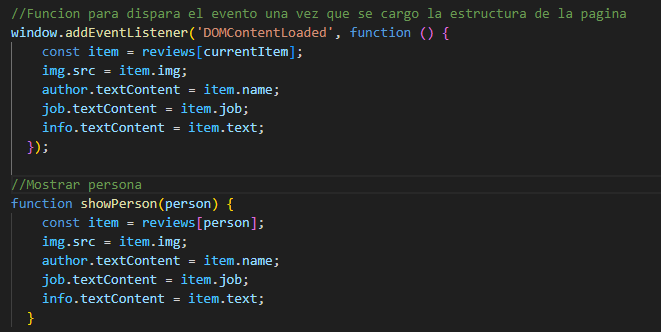 //Funcion para dispara el evento una vez que se cargo la estructura de la pagina
window.addEventListener('DOMContentLoaded', function () {
    const item = reviews[currentItem];
    img.src = item.img;
    author.textContent = item.name;
    job.textContent = item.job;
    info.textContent = item.text;
  });

//Mostrar persona
function showPerson(person) {
    const item = reviews[person];
    img.src = item.img;
    author.textContent = item.name;
    job.textContent = item.job;
    info.textContent = item.text;
  }